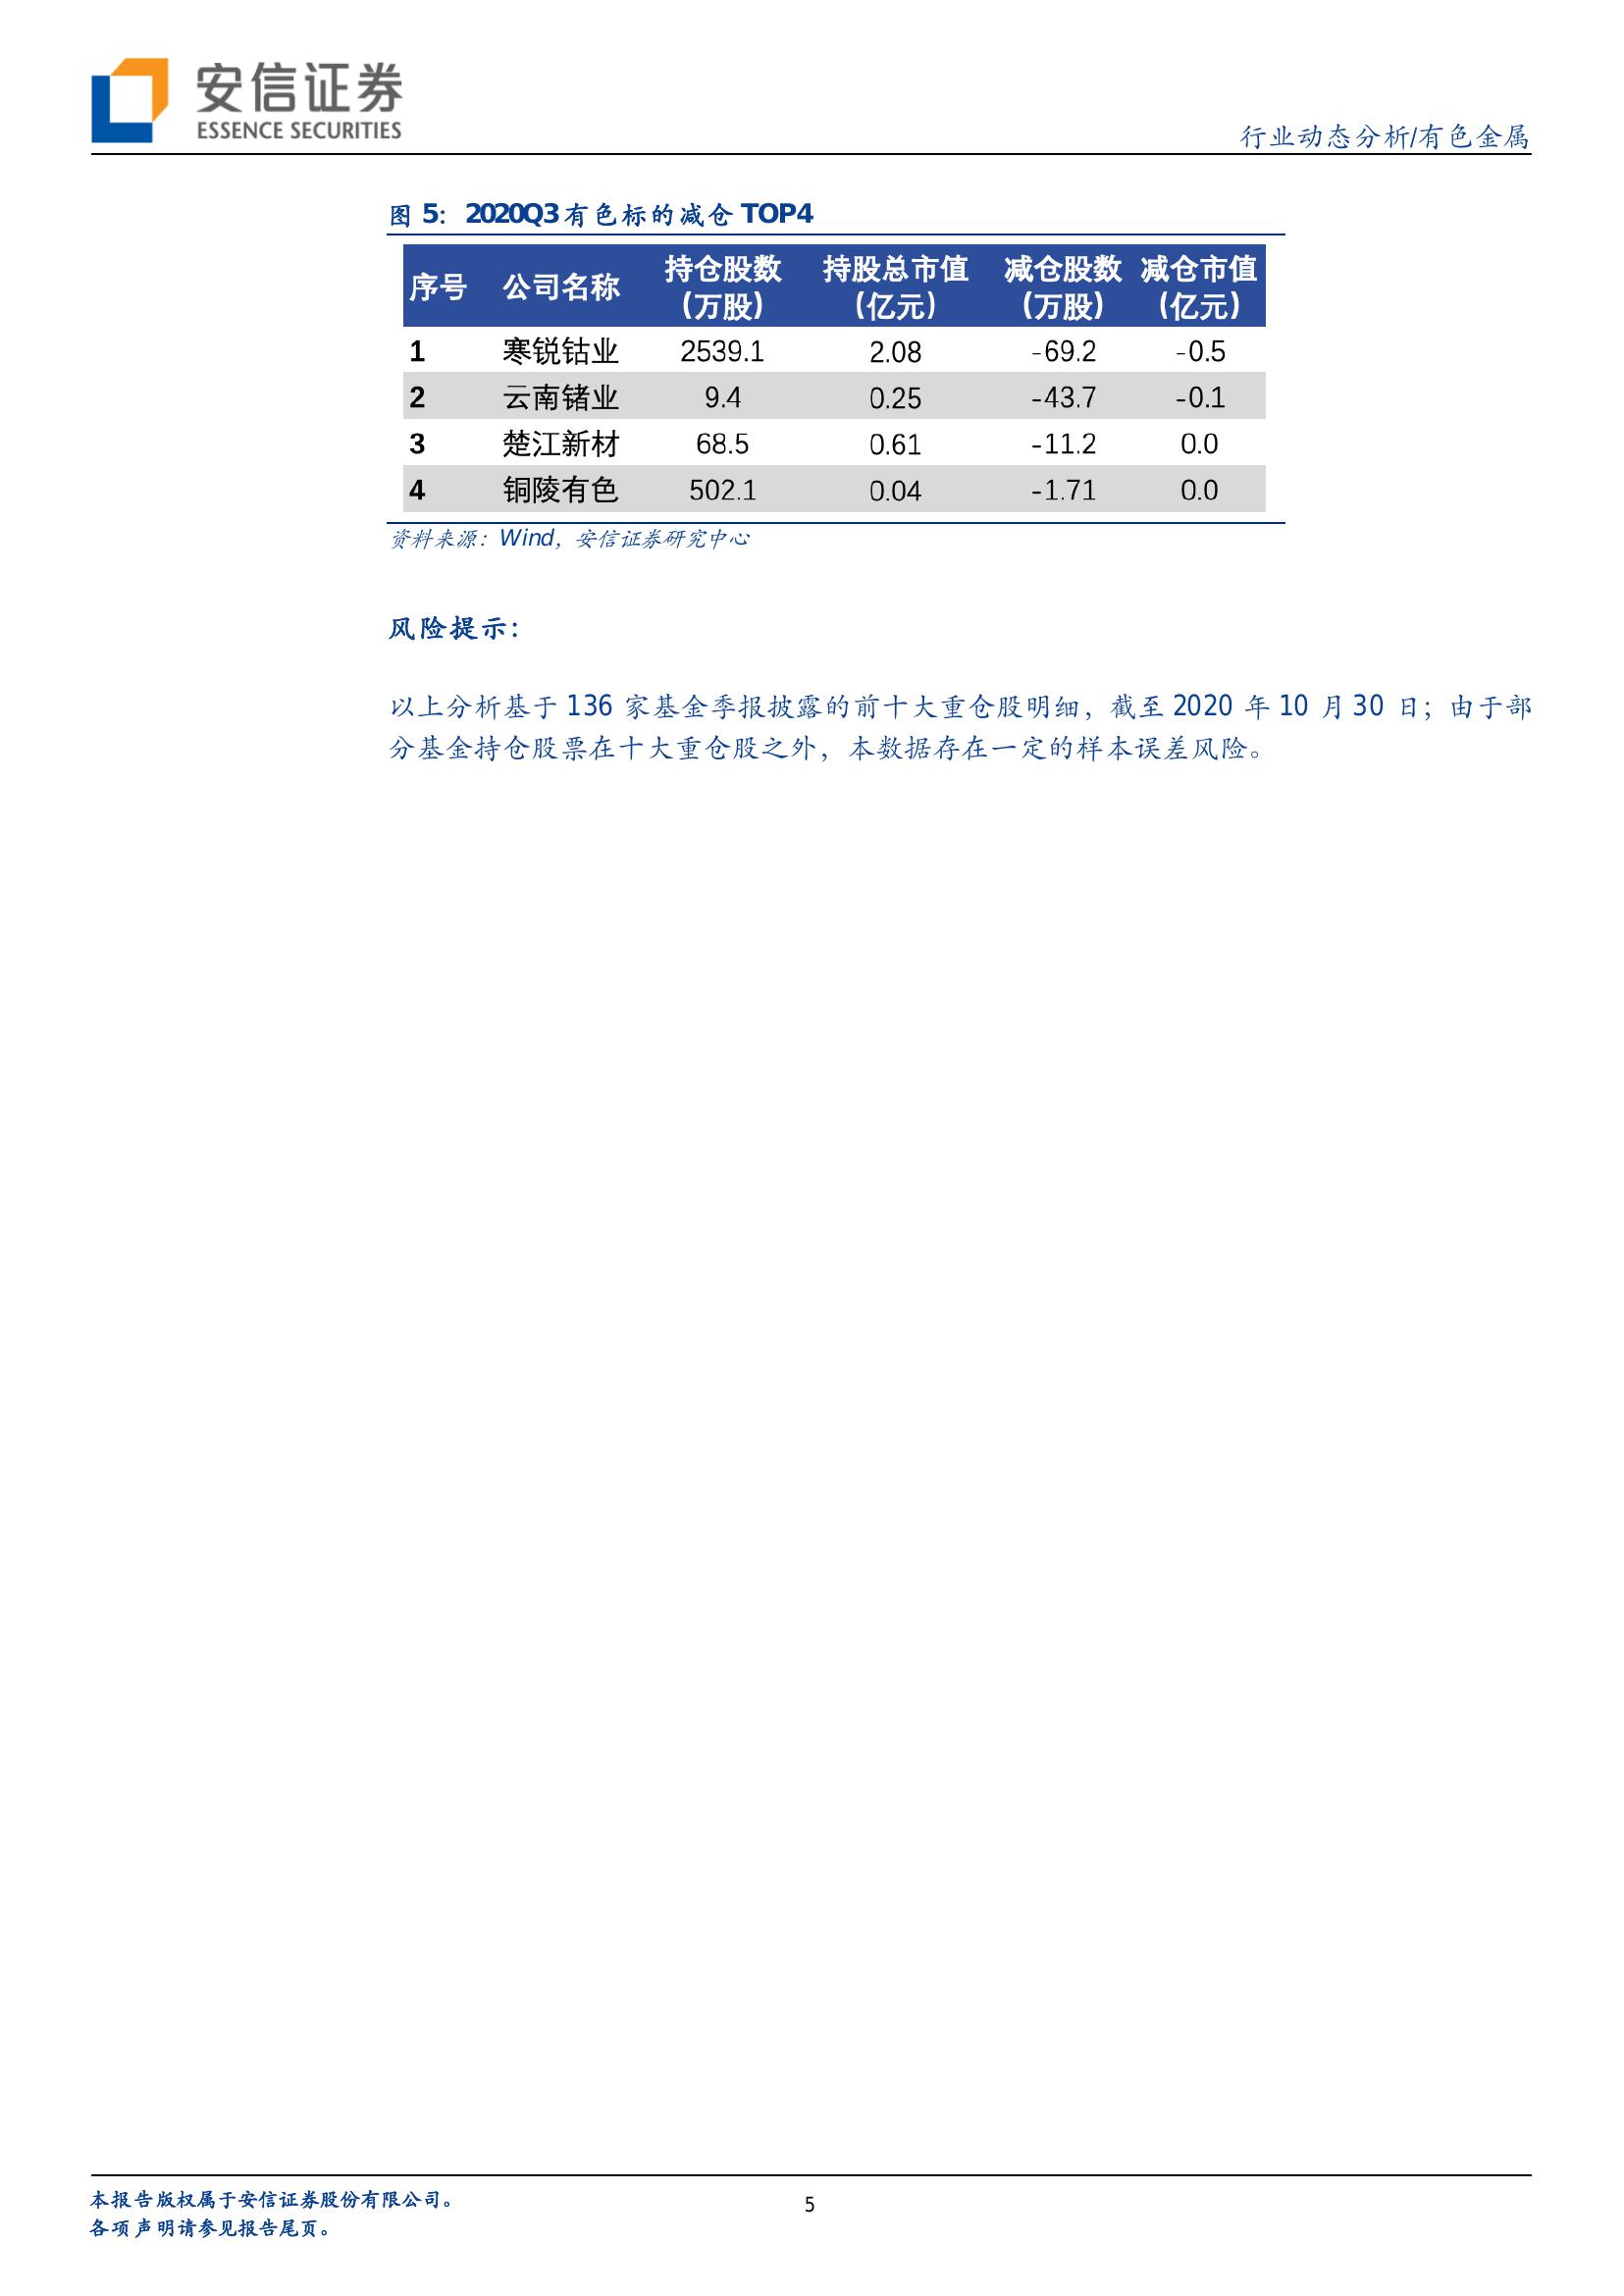 安信证券
ESSENCE SECURITIES
行业动态分析/有色金属
图 5: 2020Q3有色标的减仓 TOP4
序号 公司名称 持仓股数(万股) 持股总市值(亿元) 减仓股数(万股) 减仓市值(亿元)
1 寒锐钴业 2539.1 2.08 -69.2 -0.5
2 云南锗业 9.4 0.25 -43.7 -0.1
3 楚江新材 68.5 0.61 -11.2 0.0
4 铜陵有色 502.1 0.04 -1.71 0.0
资料来源：Wind，安信证券研究中心
风险提示：
以上分析基于 136 家基金季报披露的前十大重仓股明细，截至 2020 年 10 月 30 日；由于部
分基金持仓股票在十大重仓股之外，本数据存在一定的样本误差风险。
本报告版权属于安信证券股份有限公司。
各项声明请参见报告尾页。
5